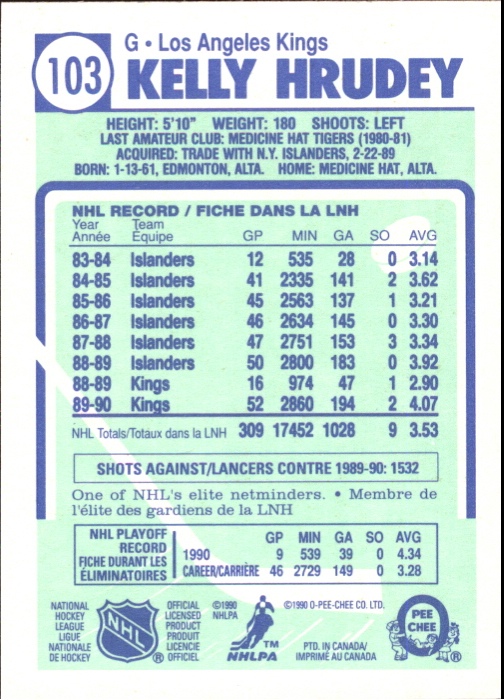 103
G • Los Angeles Kings
KELLY HRUDEY
HEIGHT: 5'10" WEIGHT: 180 SHOOTS: LEFT
LAST AMATEUR CLUB: MEDICINE HAT TIGERS (1980-81)
ACQUIRED: TRADE WITH N.Y. ISLANDERS, 2-22-89
BORN: 1-13-61, EDMONTON, ALTA. HOME: MEDICINE HAT, ALTA.
NHL RECORD / FICHE DANS LA LNH
Year Team
Année Équipe GP MIN GA SO AVG
83-84 Islanders 12 535 28 0 3.14
84-85 Islanders 41 2335 141 2 3.62
85-86 Islanders 45 2563 137 1 3.21
86-87 Islanders 46 2634 145 0 3.30
87-88 Islanders 47 2751 153 3 3.34
88-89 Islanders 50 2800 183 0 3.92
88-89 Kings 16 974 47 1 2.90
89-90 Kings 52 2860 194 2 4.07
NHL Totals/Totaux dans la LNH 309 17452 1028 9 3.53
SHOTS AGAINST/LANCERS CONTRE 1989-90: 1532
One of NHL's elite netminders. • Membre de
l'élite des gardiens de la LNH
NHL PLAYOFF
RECORD
FICHE DURANT LES
ÉLIMINATOIRES
GP MIN GA SO AVG
1990 9 539 39 0 4.34
CAREER/CARRIÈRE 46 2729 149 0 3.28
NATIONAL
HOCKEY
LEAGUE
LIGUE
NATIONALE
DE HOCKEY
NHL
®
OFFICIAL
LICENSED
PRODUCT
PRODUIT
LICENCIE
OFFICIEL
©1990
NHLPA
TM
NHLPA
©1990 O-PEE-CHEE CO. LTD.
PTD. IN CANADA/
IMPRIMÉ AU CANADA
O
PEE
CHEE
®